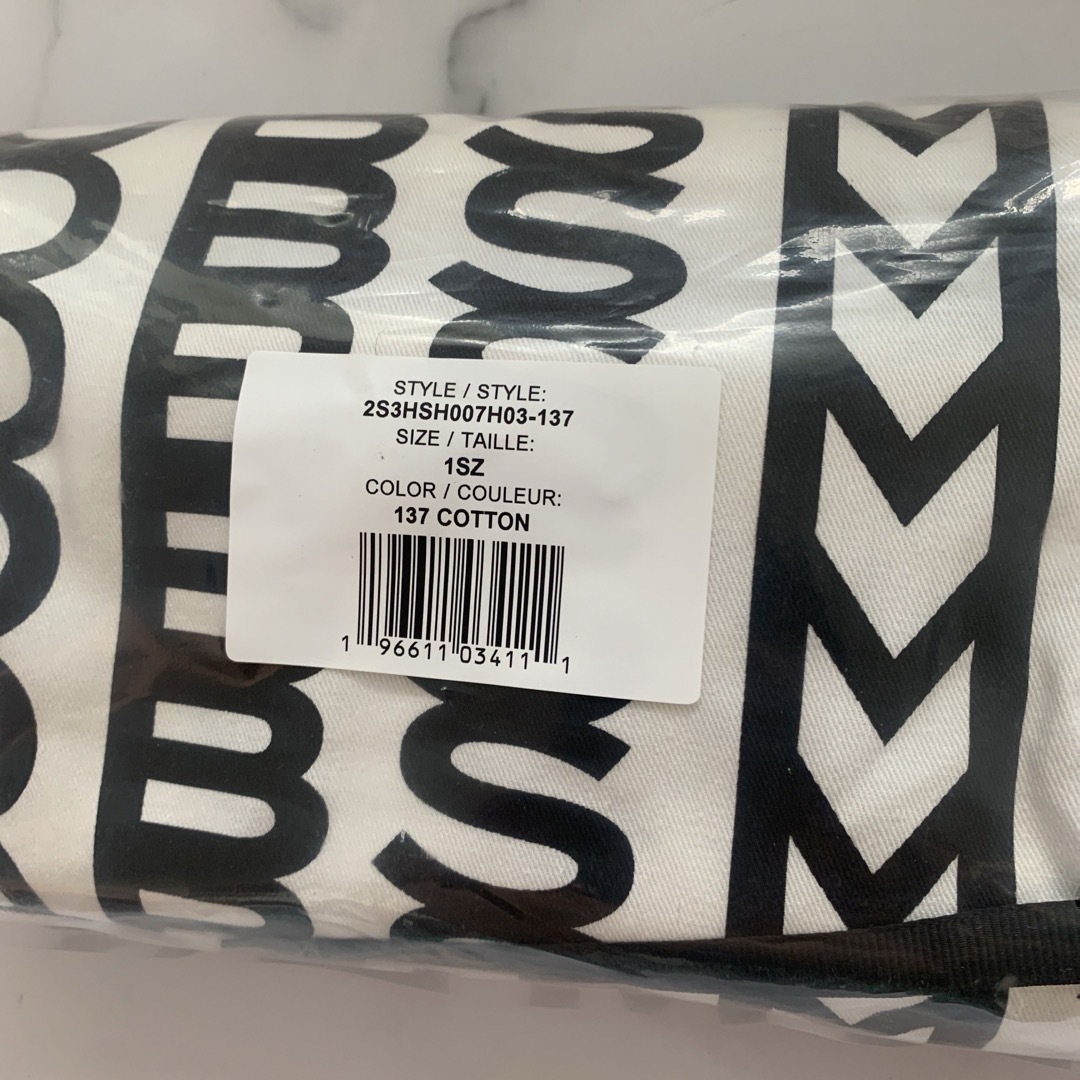 B S M
B S M
B S M
STYLE / STYLE:
2S3HSH007H03-137
SIZE / TAILLE:
1SZ
COLOR / COULEUR:
137 COTTON
1 96611 03411 1
B S M
B S M